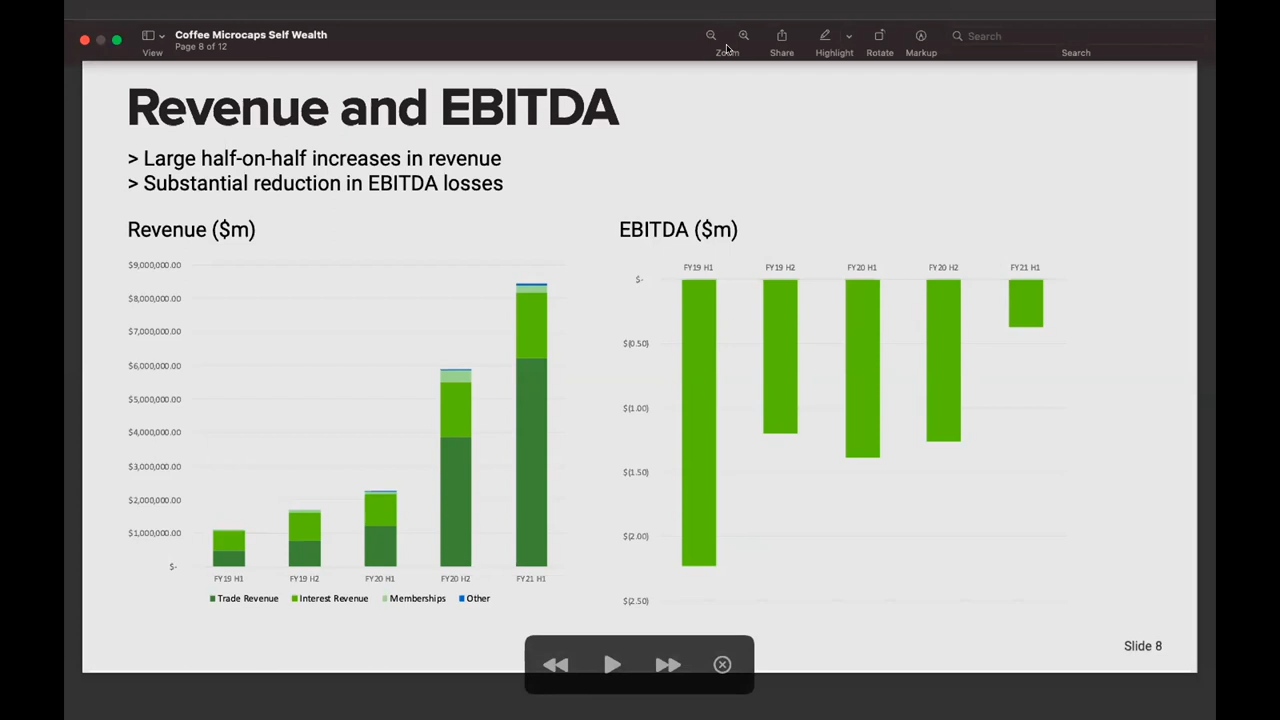 Coffee Microcaps Self Wealth
Page 8 of 12
View
Zoom
Share
Highlight
Rotate
Markup
Search
Search
Revenue and EBITDA
> Large half-on-half increases in revenue
> Substantial reduction in EBITDA losses
Revenue ($m)
$9,000,000.00
$8,000,000.00
$7,000,000.00
$6,000,000.00
$5,000,000.00
$4,000,000.00
$3,000,000.00
$2,000,000.00
$1,000,000.00
$-
FY19 H1
FY19 H2
FY20 H1
FY20 H2
FY21 H1
Trade Revenue
Interest Revenue
Memberships
Other
EBITDA ($m)
FY19 H1
FY19 H2
FY20 H1
FY20 H2
FY21 H1
$-
$(0.50)
$(1.00)
$(1.50)
$(2.00)
$(2.50)
Slide 8